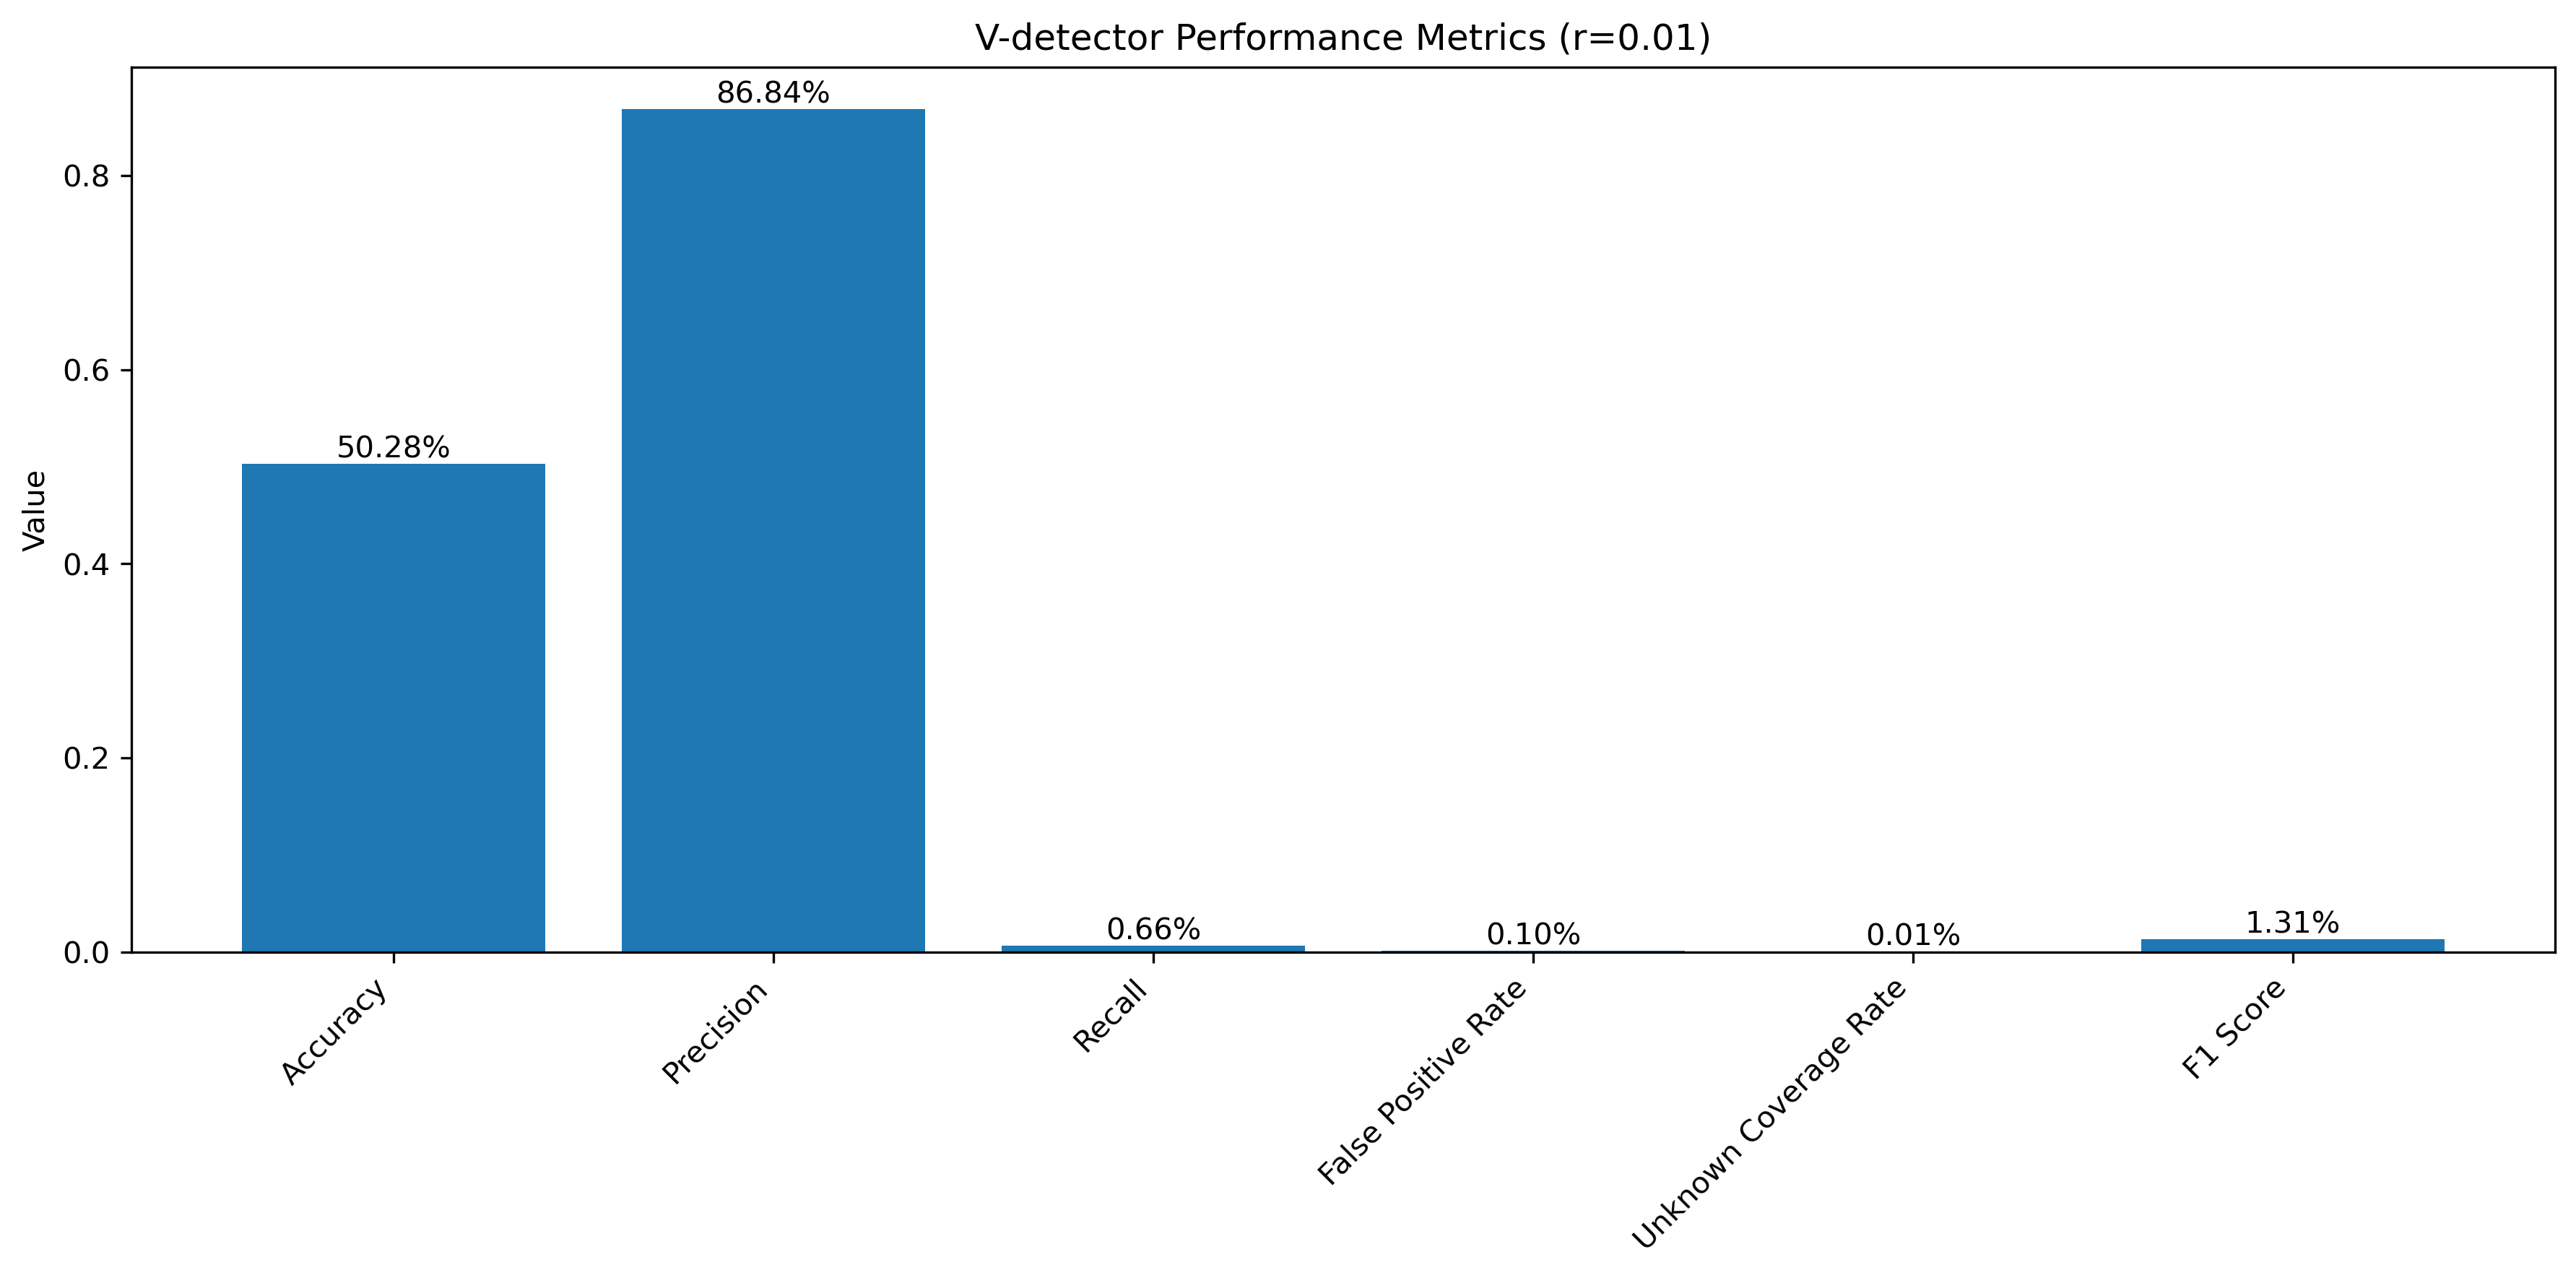 V-detector Performance Metrics (r=0.01)
Value
0.8
0.6
0.4
0.2
0.0
50.28%
86.84%
0.66%
0.10%
0.01%
1.31%
Accuracy
Precision
Recall
False Positive Rate
Unknown Coverage Rate
F1 Score